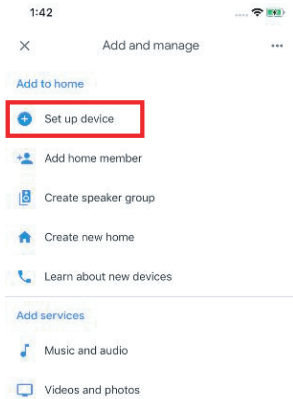 1:42
Add and manage
Add to home
Set up device
Add home member
Create speaker group
Create new home
Learn about new devices
Add services
Music and audio
Videos and photos